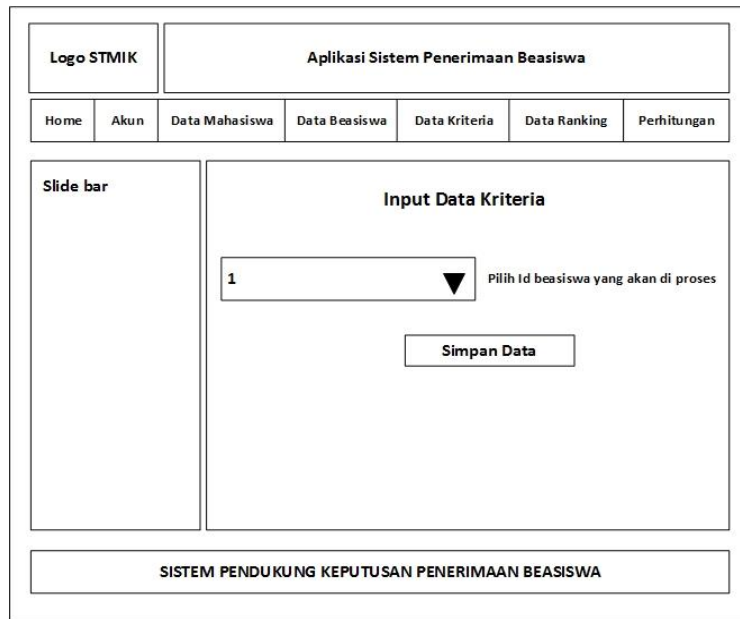 Logo STMIK
Aplikasi Sistem Penerimaan Beasiswa
Home
Akun
Data Mahasiswa
Data Beasiswa
Data Kriteria
Data Ranking
Perhitungan
Slide bar
Input Data Kriteria
1
Pilih Id beasiswa yang akan di proses
Simpan Data
SISTEM PENDUKUNG KEPUTUSAN PENERIMAAN BEASISWA